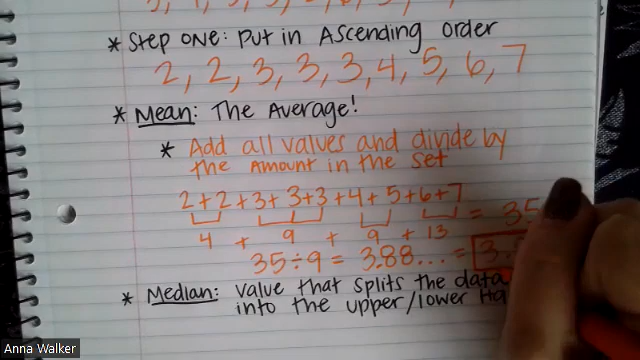 * Step One: Put in Ascending Order
2, 2, 3, 3, 3, 4, 5, 6, 7
* Mean: The Average!
* Add all values and divide by
the Amount in the set
2+2+3+3+3+4+5+6+7 = 35
4 + 9 + 9 + 13
35÷9 = 3.88... = 3.
* Median: Value that splits the data
into the upper/lower
Anna Walker